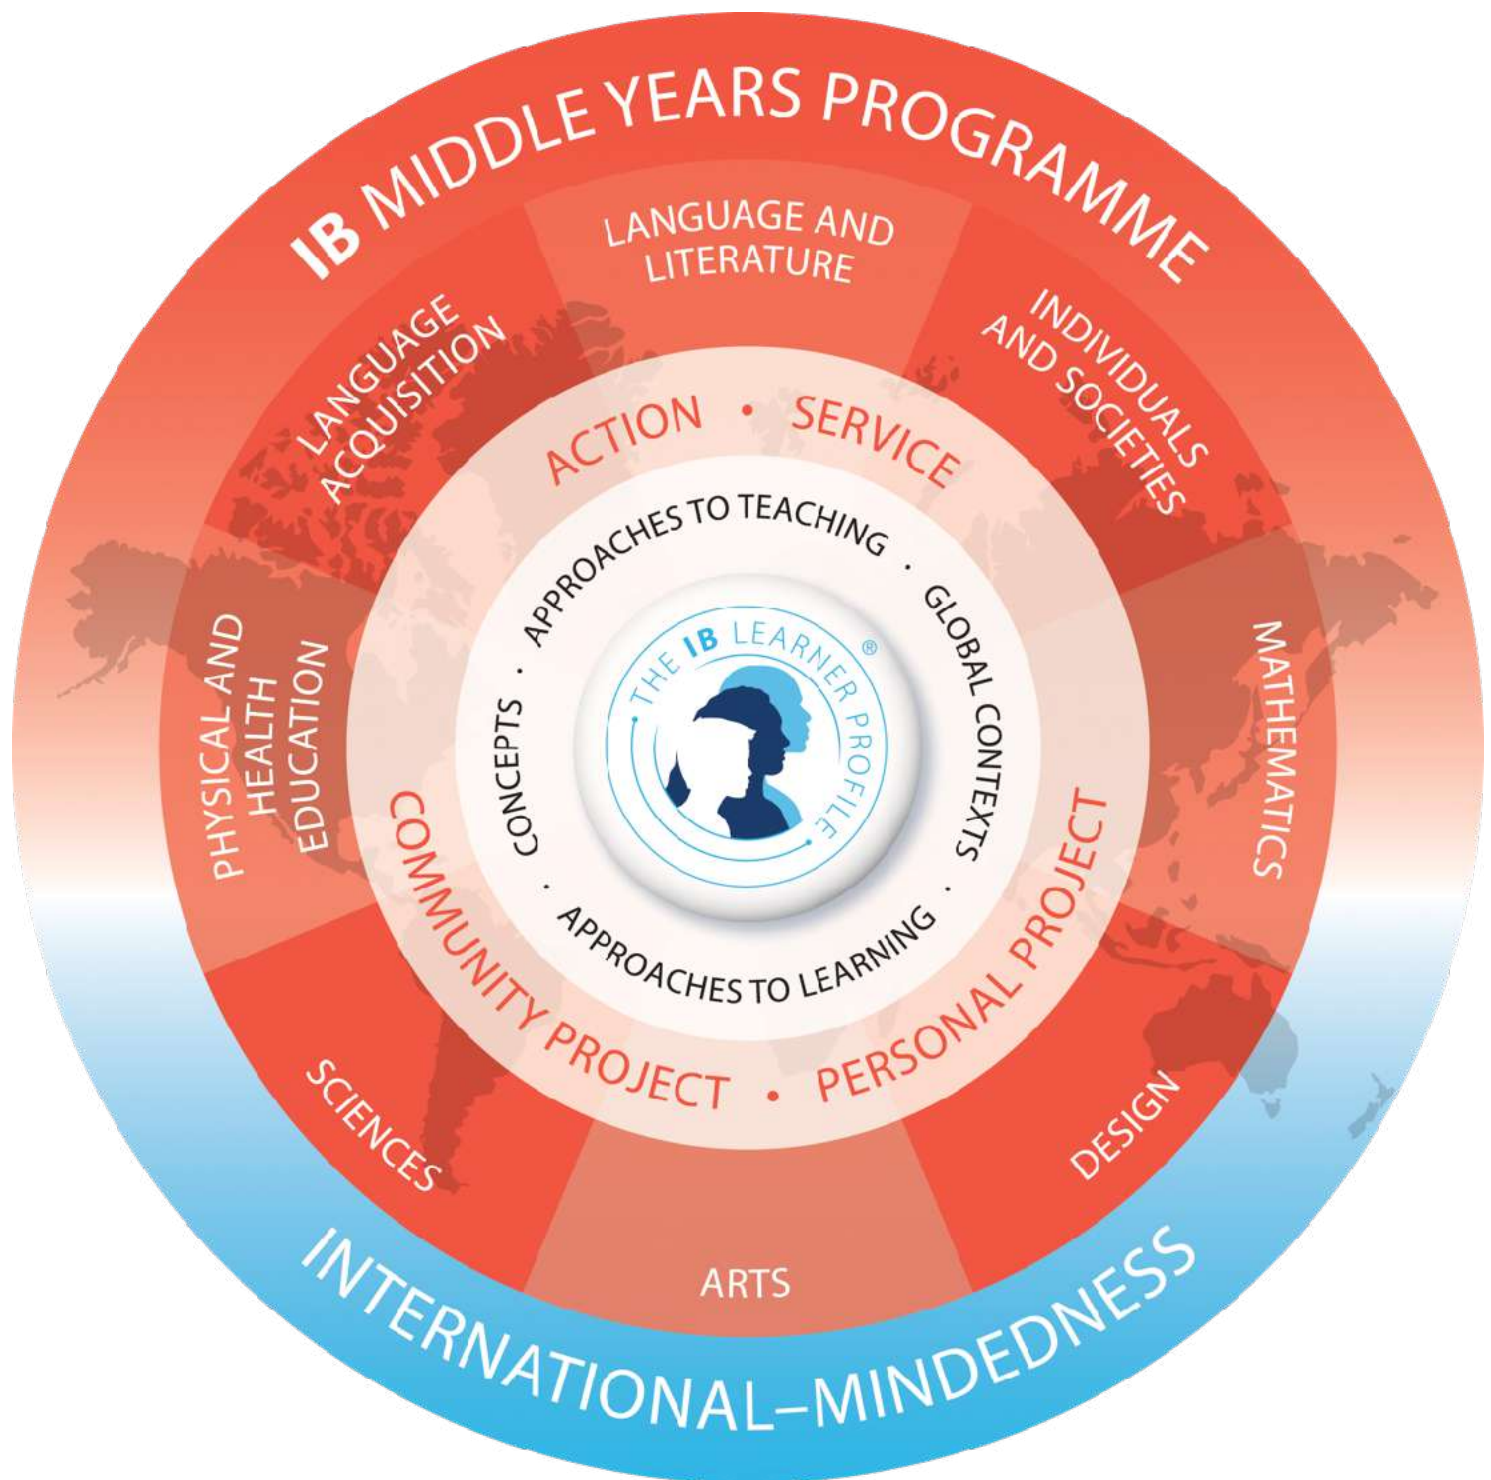 IB MIDDLE YEARS PROGRAMME
LANGUAGE AND
LITERATURE
INDIVIDUALS
AND SOCIETIES
MATHEMATICS
DESIGN
ARTS
SCIENCES
PHYSICAL AND
HEALTH
EDUCATION
LANGUAGE
ACQUISITION
ACTION • SERVICE
COMMUNITY PROJECT • PERSONAL PROJECT
APPROACHES TO TEACHING · GLOBAL CONTEXTS ·
CONCEPTS · APPROACHES TO LEARNING
THE IB LEARNER PROFILE ®
INTERNATIONAL–MINDEDNESS